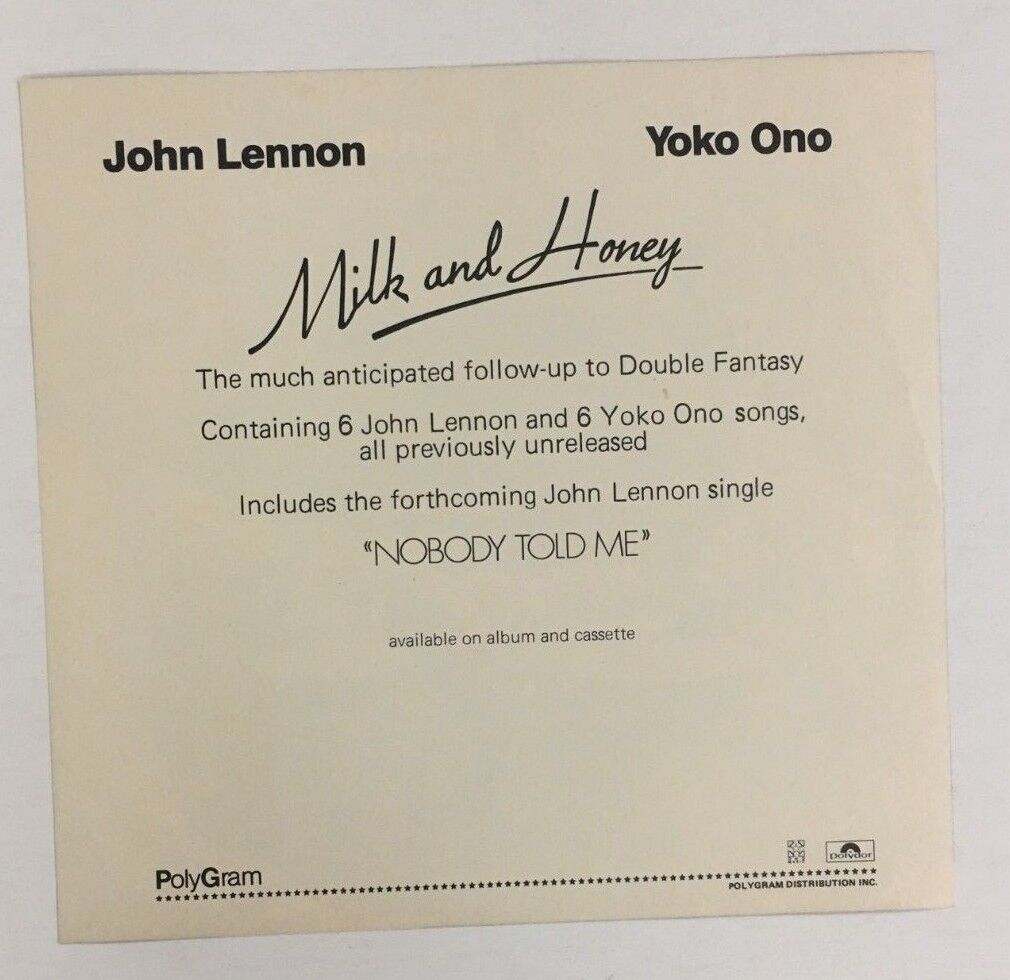 John Lennon Yoko Ono
Milk and Honey
The much anticipated follow-up to Double Fantasy
Containing 6 John Lennon and 6 Yoko Ono songs,
all previously unreleased
Includes the forthcoming John Lennon single
“NOBODY TOLD ME”
available on album and cassette
Polydor
PolyGram
POLYGRAM DISTRIBUTION INC.